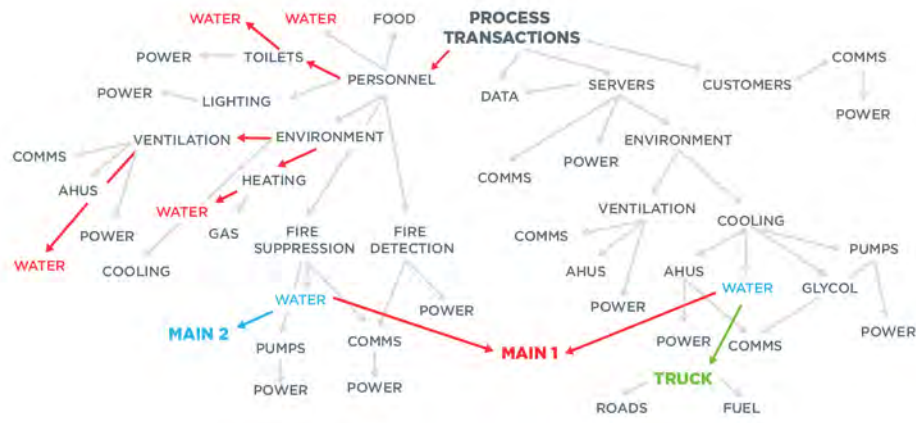 WATER
WATER
FOOD
PROCESS
TRANSACTIONS
POWER
TOILETS
PERSONNEL
COMMS
DATA
SERVERS
CUSTOMERS
POWER
LIGHTING
POWER
VENTILATION
ENVIRONMENT
ENVIRONMENT
COMMS
POWER
COMMS
AHUS
HEATING
WATER
VENTILATION
COOLING
POWER
GAS
FIRE
SUPPRESSION
FIRE
DETECTION
COMMS
PUMPS
WATER
COOLING
AHUS
AHUS
WATER
GLYCOL
WATER
POWER
POWER
MAIN 2
POWER
PUMPS
COMMS
MAIN 1
POWER
COMMS
TRUCK
POWER
POWER
ROADS
FUEL